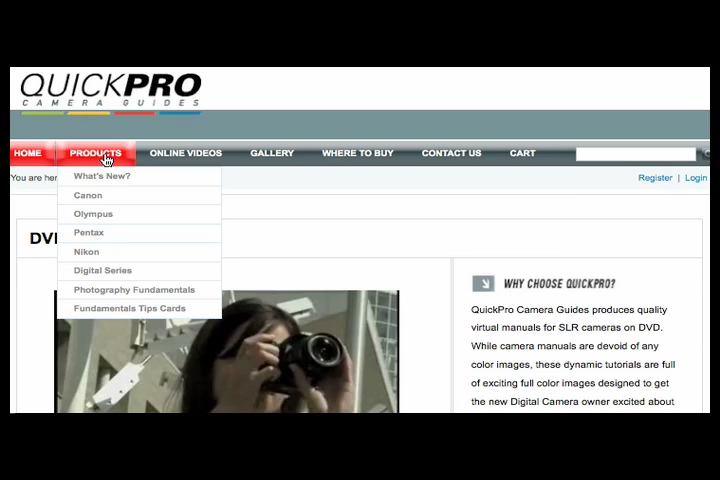 QUICKPRO
CAMERA GUIDES
HOME PRODUCTS ONLINE VIDEOS GALLERY WHERE TO BUY CONTACT US CART
You are
Register | Login
What's New?
Canon
Olympus
Pentax
Nikon
Digital Series
Photography Fundamentals
Fundamentals Tips Cards
WHY CHOOSE QUICKPRO?
QuickPro Camera Guides produces quality
virtual manuals for SLR cameras on DVD.
While camera manuals are devoid of any
color images, these dynamic tutorials are full
of exciting full color images designed to get
the new Digital Camera owner excited about